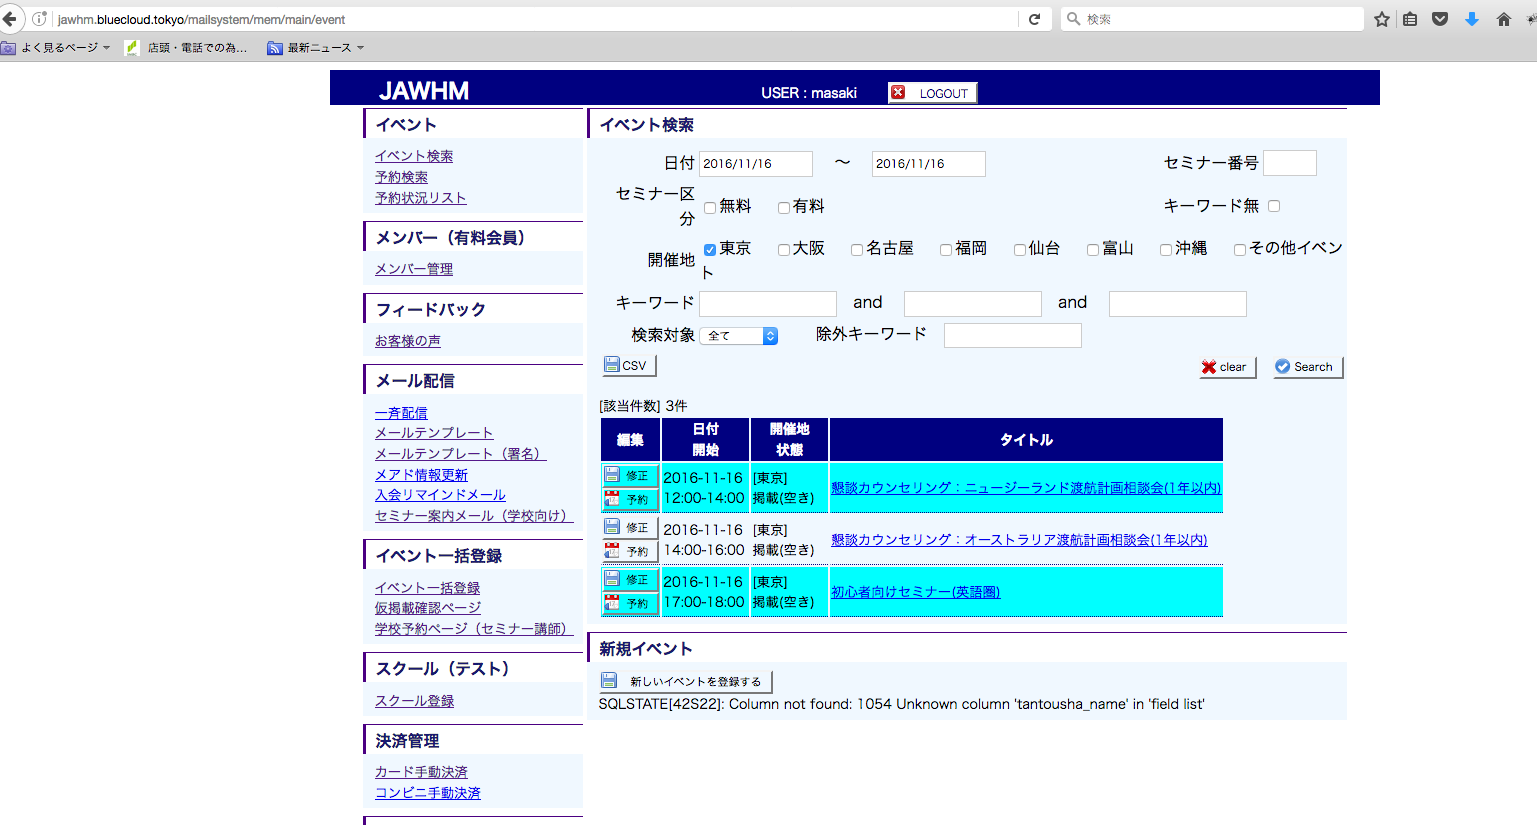 jawhm.bluecloud.tokyo/mailsystem/mem/main/event
検索
よく見るページ 店頭・電話での為... 最新ニュース
JAWHM USER : masaki LOGOUT
イベント
イベント検索
予約検索
予約状況リスト
メンバー（有料会員）
メンバー管理
フィードバック
お客様の声
メール配信
一斉配信
メールテンプレート
メールテンプレート（署名）
メアド情報更新
入会リマインドメール
セミナー案内メール（学校向け）
イベント一括登録
イベント一括登録
仮掲載確認ページ
学校予約ページ（セミナー講師）
スクール（テスト）
スクール登録
決済管理
カード手動決済
コンビニ手動決済
イベント検索
日付 2016/11/16 〜 2016/11/16 セミナー番号
セミナー区
分 無料 有料 キーワード無
開催地 東京 大阪 名古屋 福岡 仙台 富山 沖縄 その他イベン
ト
キーワード and and
検索対象 全て 除外キーワード
CSV clear Search
[該当件数] 3件
編集 日付 開催地 タイトル
開始 状態
修正 2016-11-16 [東京] 懇談カウンセリング：ニュージーランド渡航計画相談会(1年以内)
予約 12:00-14:00 掲載(空き)
修正 2016-11-16 [東京] 懇談カウンセリング：オーストラリア渡航計画相談会(1年以内)
予約 14:00-16:00 掲載(空き)
修正 2016-11-16 [東京] 初心者向けセミナー(英語圏)
予約 17:00-18:00 掲載(空き)
新規イベント
新しいイベントを登録する
SQLSTATE[42S22]: Column not found: 1054 Unknown column 'tantousha_name' in 'field list'